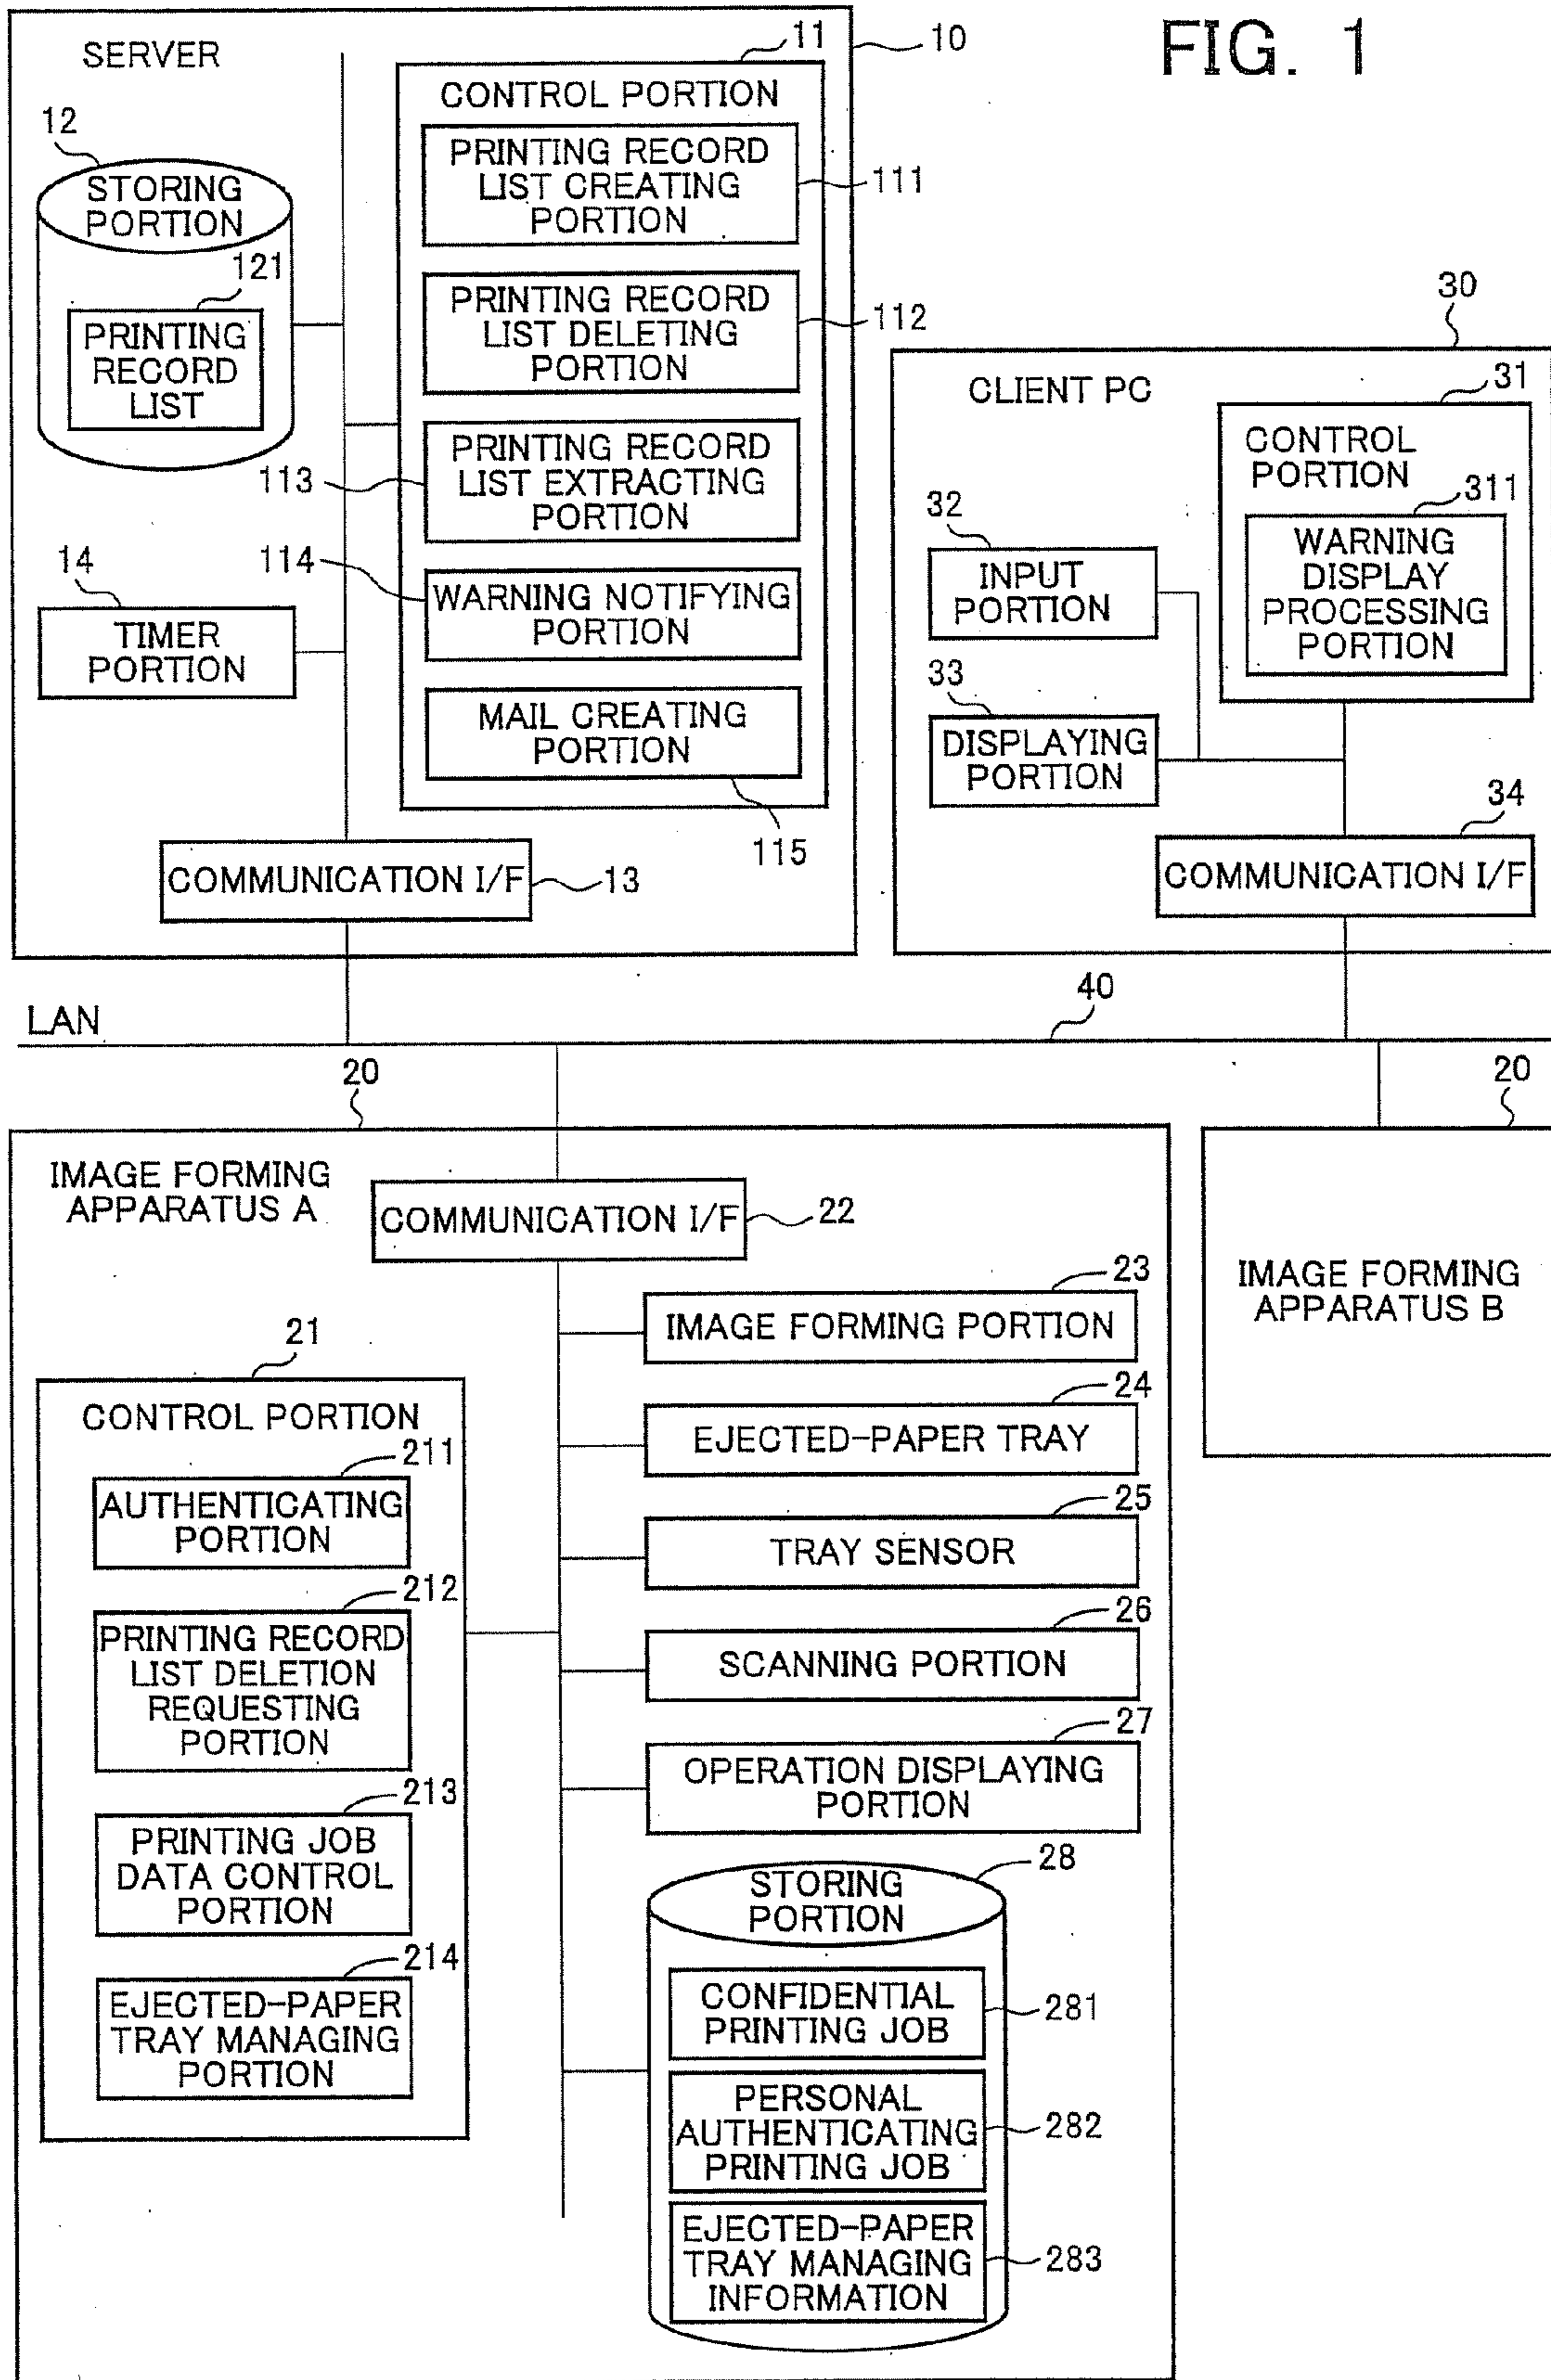 FIG. 1
SERVER
10
11
CONTROL PORTION
PRINTING RECORD
LIST CREATING
PORTION
111
PRINTING RECORD
LIST DELETING
PORTION
112
PRINTING RECORD
LIST EXTRACTING
PORTION
113
WARNING NOTIFYING
PORTION
114
MAIL CREATING
PORTION
115
12
STORING
PORTION
121
PRINTING
RECORD
LIST
14
TIMER
PORTION
COMMUNICATION I/F
13
30
CLIENT PC
31
CONTROL
PORTION
311
WARNING
DISPLAY
PROCESSING
PORTION
32
INPUT
PORTION
33
DISPLAYING
PORTION
34
COMMUNICATION I/F
LAN
40
20
IMAGE FORMING
APPARATUS A
COMMUNICATION I/F
22
21
CONTROL PORTION
211
AUTHENTICATING
PORTION
212
PRINTING RECORD
LIST DELETION
REQUESTING
PORTION
213
PRINTING JOB
DATA CONTROL
PORTION
214
EJECTED-PAPER
TRAY MANAGING
PORTION
23
IMAGE FORMING PORTION
24
EJECTED-PAPER TRAY
25
TRAY SENSOR
26
SCANNING PORTION
27
OPERATION DISPLAYING
PORTION
28
STORING
PORTION
CONFIDENTIAL
PRINTING JOB
281
PERSONAL
AUTHENTICATING
PRINTING JOB
282
EJECTED-PAPER
TRAY MANAGING
INFORMATION
283
20
IMAGE FORMING
APPARATUS B